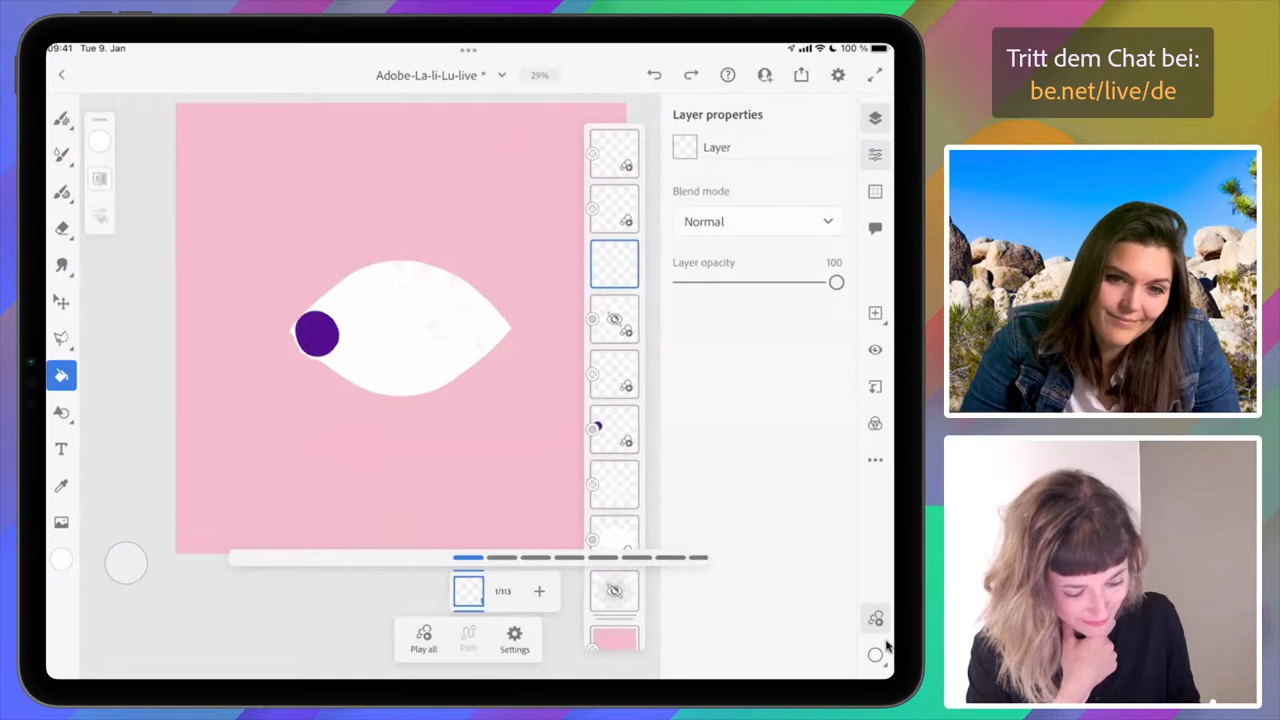 09:41 Tue 9. Jan
100 %
Adobe-La-li-Lu-live *
29%
Tritt dem Chat bei:
be.net/live/de
Layer properties
Layer
Blend mode
Normal
Layer opacity
100
T
1
1/113
+
Play all
Path
Settings